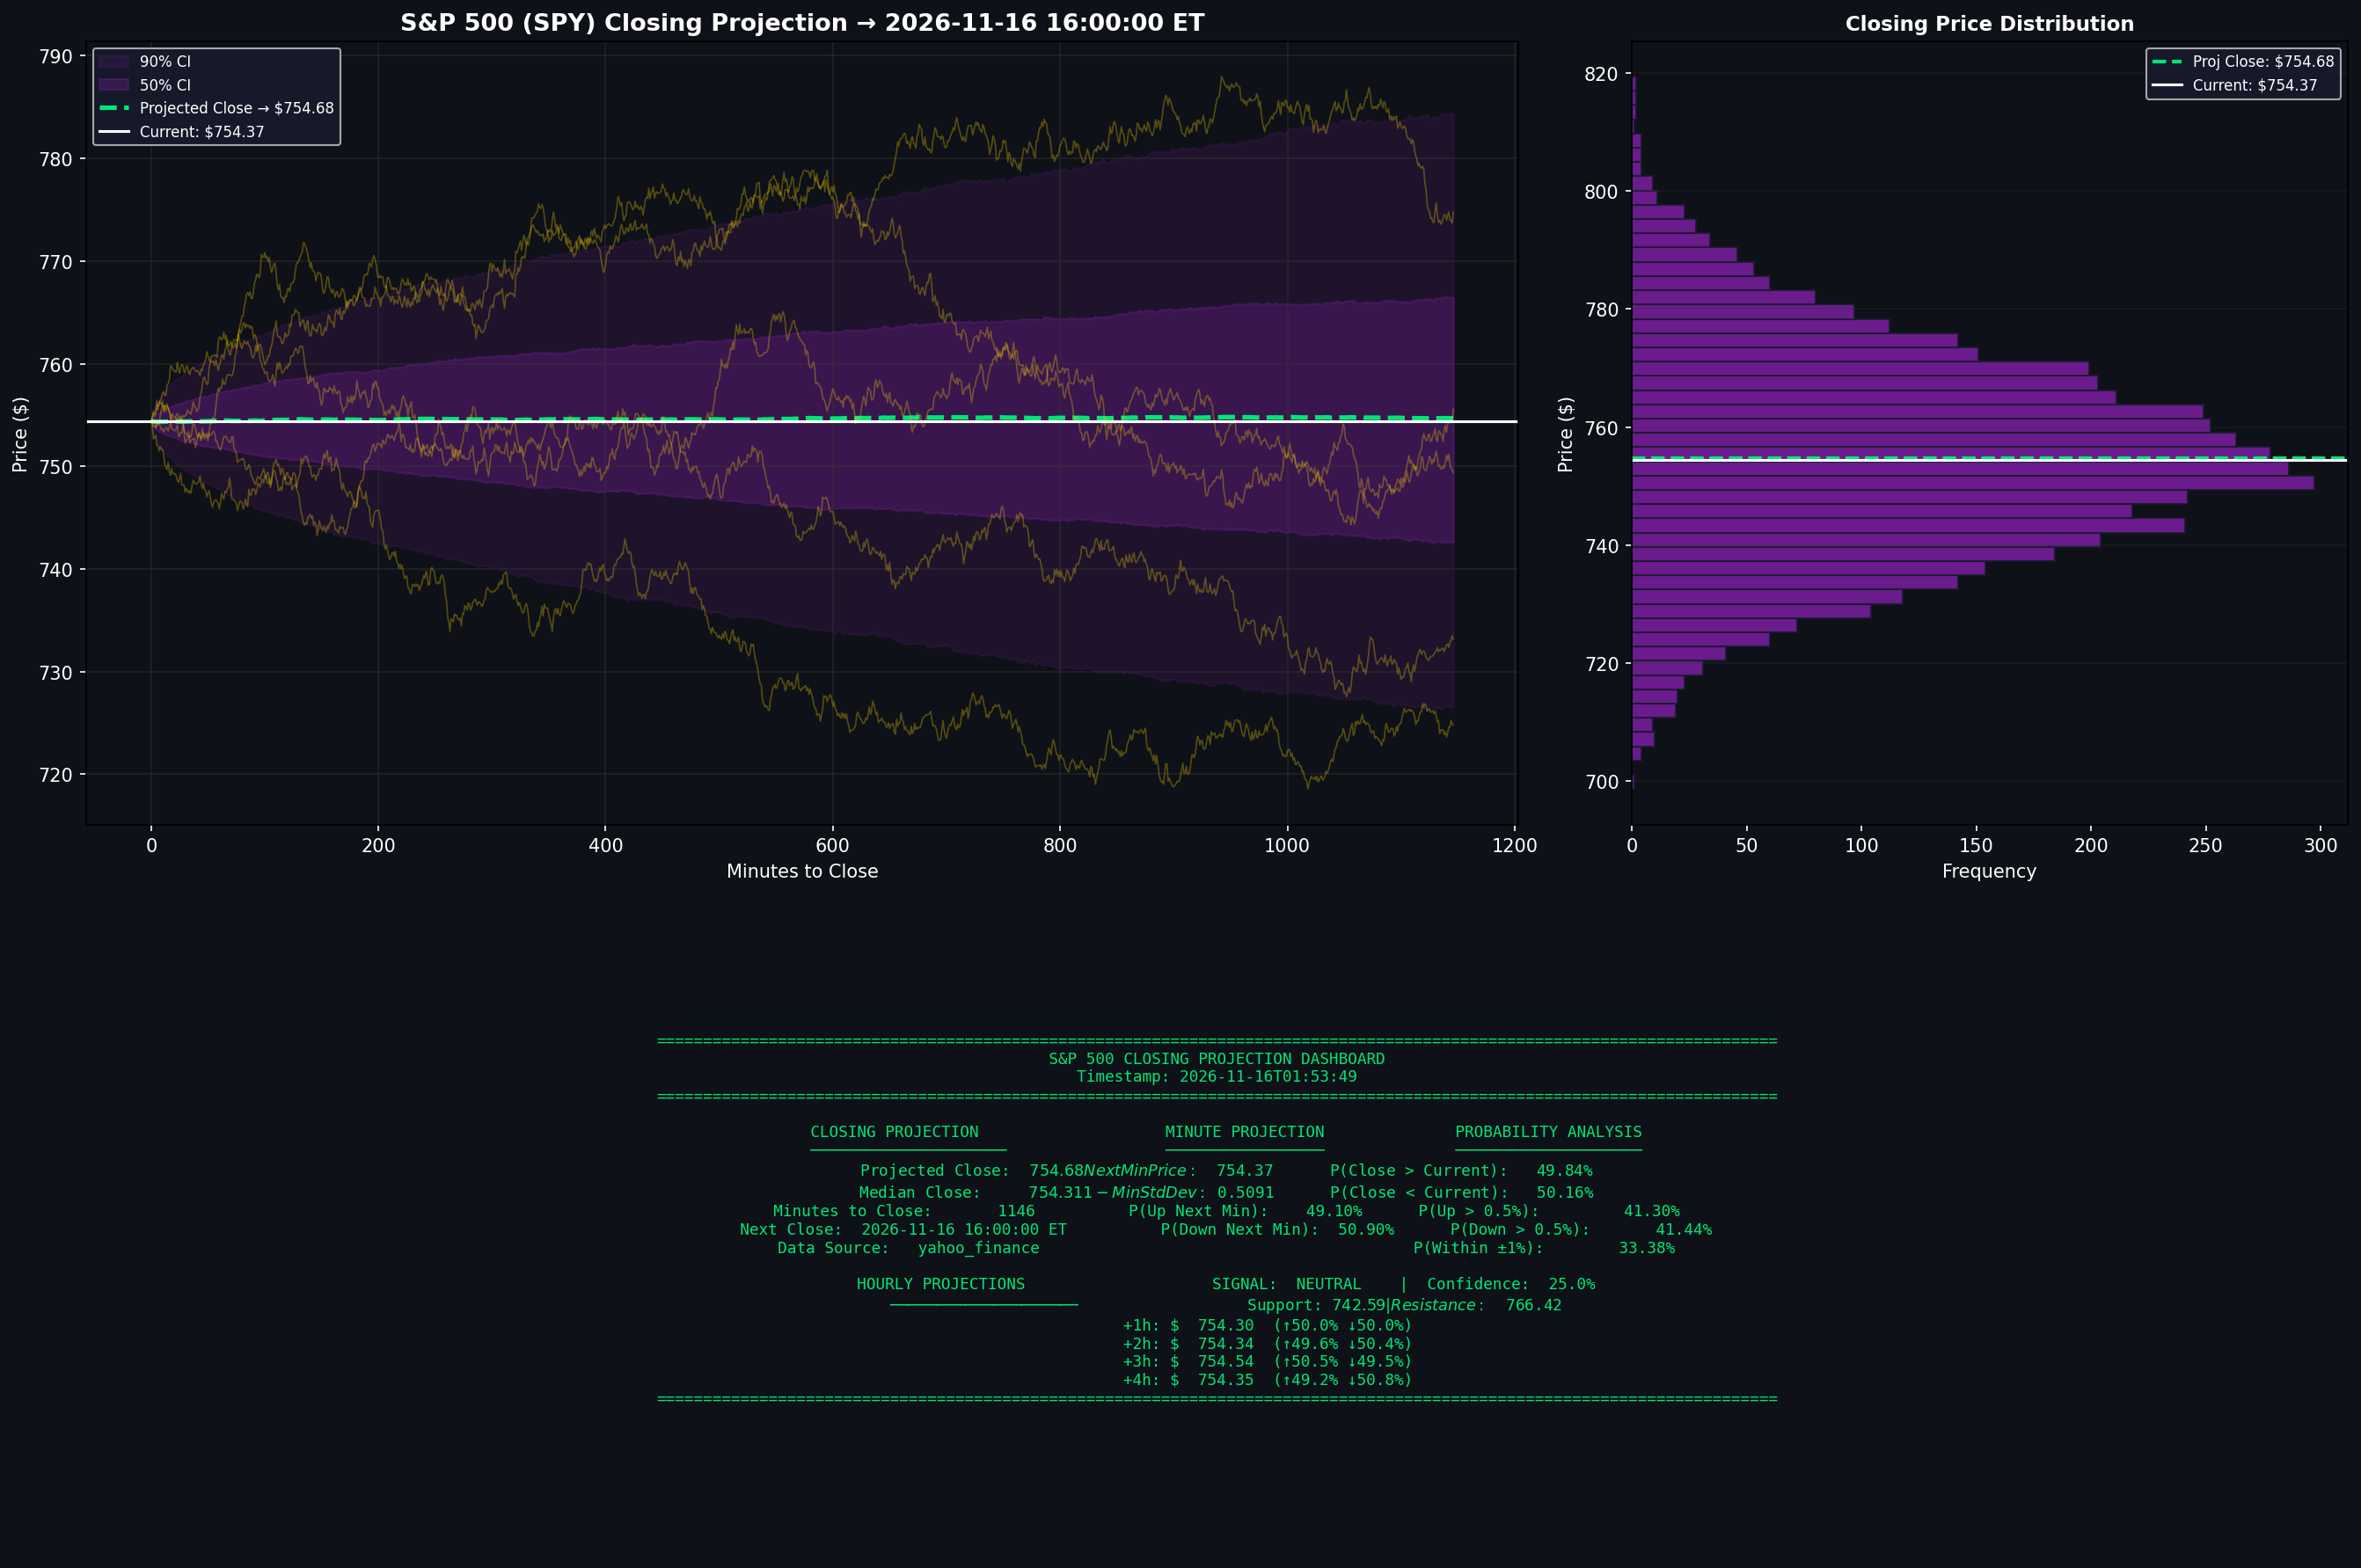 S&P 500 (SPY) Closing Projection → 2026-11-16 16:00:00 ET
90% CI
50% CI
Projected Close → $754.68
Current: $754.37
Price ($)
790
780
770
760
750
740
730
720
0 200 400 600 800 1000 1200
Minutes to Close
Closing Price Distribution
Proj Close: $754.68
Current: $754.37
Price ($)
820
800
780
760
740
720
700
0 50 100 150 200 250 300
Frequency
S&P 500 CLOSING PROJECTION DASHBOARD
Timestamp: 2026-11-16T01:53:49
CLOSING PROJECTION MINUTE PROJECTION PROBABILITY ANALYSIS
Projected Close: 754.68NextMinPrice: 754.37 P(Close > Current): 49.84%
Median Close: 754.311−MinStdDev: 0.5091 P(Close < Current): 50.16%
Minutes to Close: 1146 P(Up Next Min): 49.10% P(Up > 0.5%): 41.30%
Next Close: 2026-11-16 16:00:00 ET P(Down Next Min): 50.90% P(Down > 0.5%): 41.44%
Data Source: yahoo_finance P(Within ±1%): 33.38%
HOURLY PROJECTIONS SIGNAL: NEUTRAL | Confidence: 25.0%
Support: 742.59|Resistance: 766.42
+1h: $ 754.30 (↑50.0% ↓50.0%)
+2h: $ 754.34 (↑49.6% ↓50.4%)
+3h: $ 754.54 (↑50.5% ↓49.5%)
+4h: $ 754.35 (↑49.2% ↓50.8%)